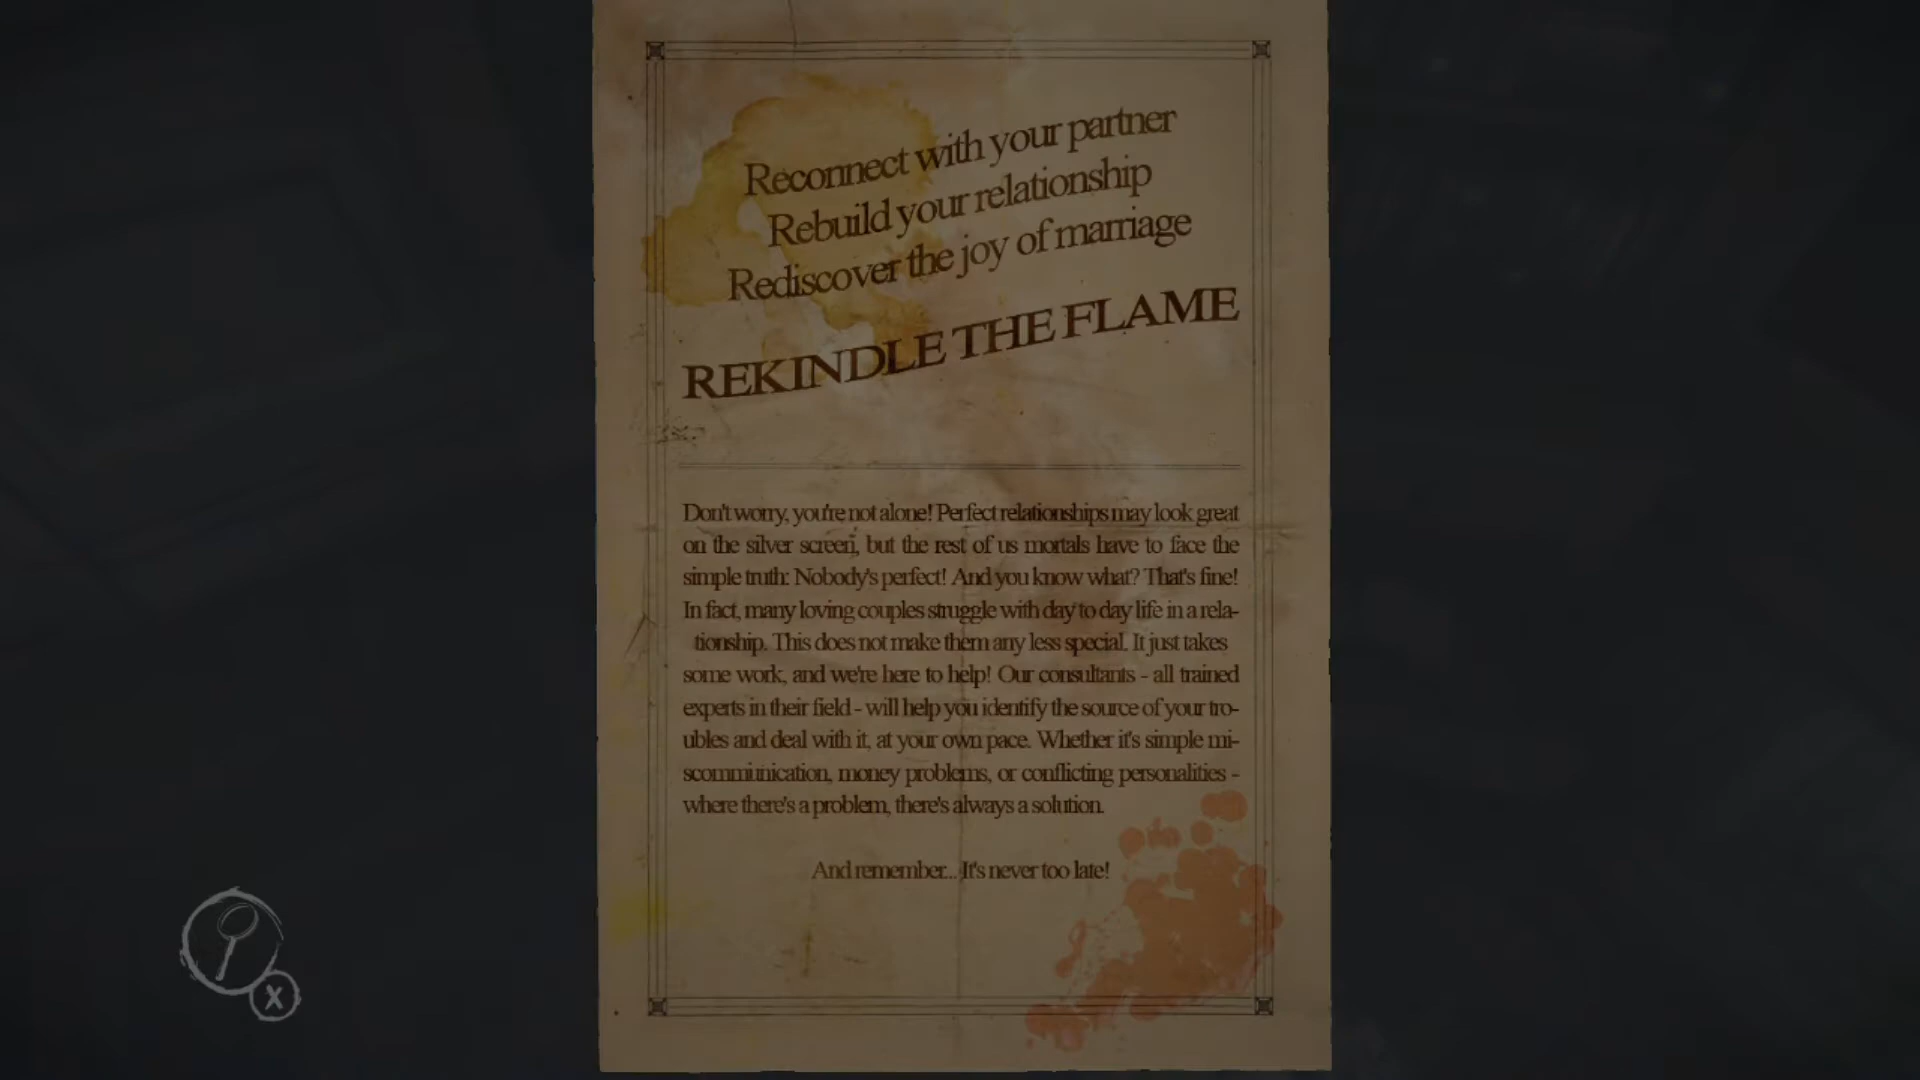 Reconnect with your partner
Rebuild your relationship
Rediscover the joy of marriage
REKINDLE THE FLAME
Don't worry, you're not alone! Perfect relationships may look great
on the silver screen, but the rest of us mortals have to face the
simple truth: Nobody's perfect! And you know what? That's fine!
In fact, many loving couples struggle with day to day life in a rela-
tionship. This does not make them any less special. It just takes
some work, and we're here to help! Our consultants - all trained
experts in their field - will help you identify the source of your tro-
ubles and deal with it, at your own pace. Whether it's simple mi-
scommunication, money problems, or conflicting personalities -
where there's a problem, there's always a solution.
And remember... It's never too late!
X